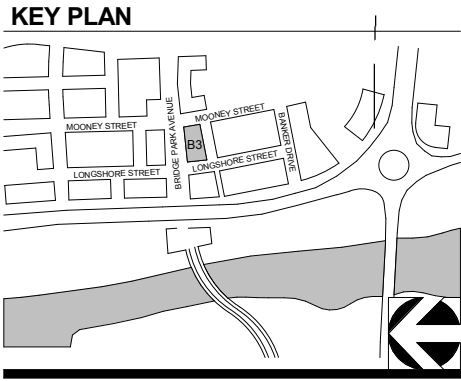 KEY PLAN
MOONEY STREET
BRIDGE PARK AVENUE
MOONEY STREET
B3
BANKER DRIVE
LONGSHORE STREET
LONGSHORE STREET